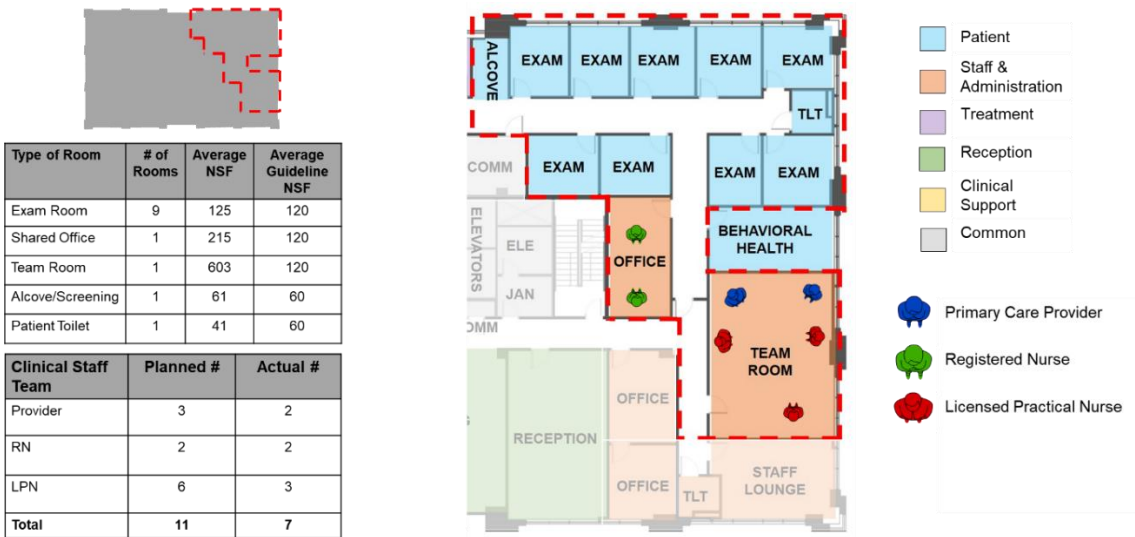 Type of Room | # of Rooms | Average NSF | Average Guideline NSF
Exam Room | 9 | 125 | 120
Shared Office | 1 | 215 | 120
Team Room | 1 | 603 | 120
Alcove/Screening | 1 | 61 | 60
Patient Toilet | 1 | 41 | 60
Clinical Staff Team | Planned # | Actual #
Provider | 3 | 2
RN | 2 | 2
LPN | 6 | 3
Total | 11 | 7
ALCOVE
EXAM EXAM EXAM EXAM EXAM
TLT
COMM
EXAM EXAM EXAM EXAM
ELEVATORS
ELE
JAN
OFFICE
BEHAVIORAL
HEALTH
OMM
TEAM
ROOM
OFFICE
RECEPTION
OFFICE
TLT
STAFF
LOUNGE
Patient
Staff &
Administration
Treatment
Reception
Clinical
Support
Common
Primary Care Provider
Registered Nurse
Licensed Practical Nurse